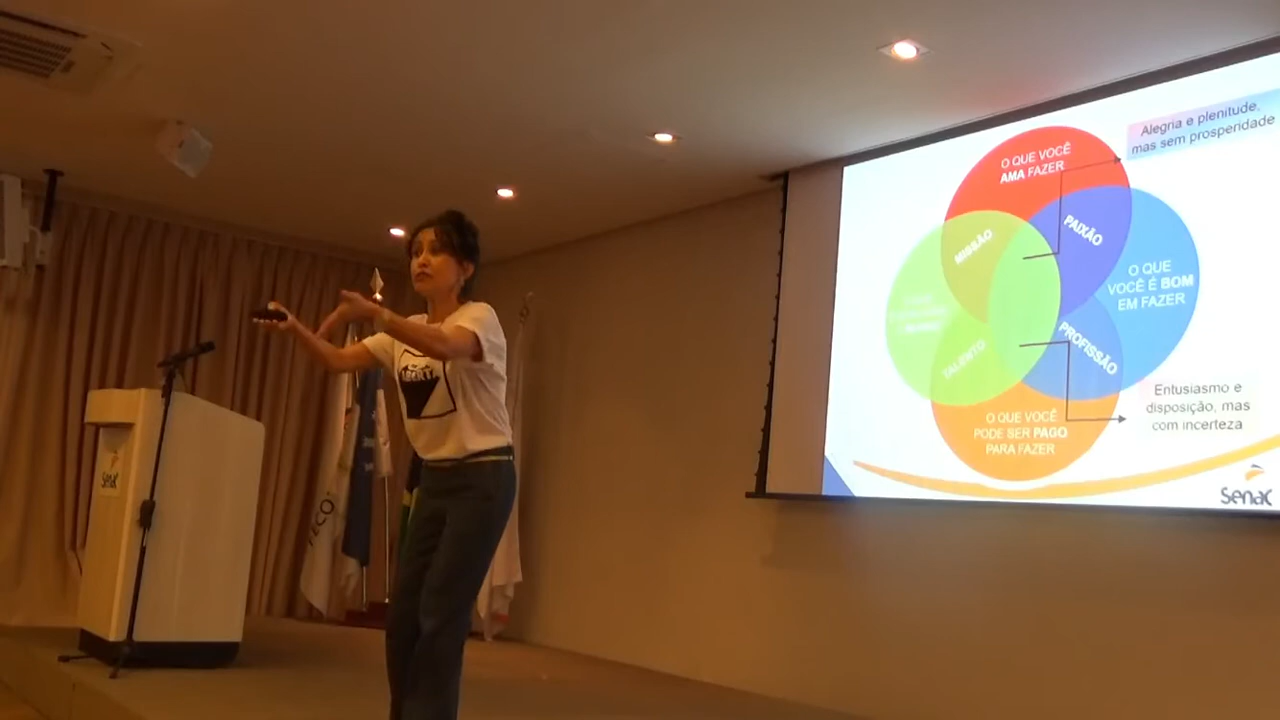 Alegria e plenitude,
mas sem prosperidade
O QUE VOCÊ
AMA FAZER
MISSÃO
PAIXÃO
O QUE
VOCÊ É BOM
EM FAZER
TALENTO
PROFISSÃO
O QUE VOCÊ
PODE SER PAGO
PARA FAZER
Entusiasmo e
disposição, mas
com incerteza
Senac
Senac